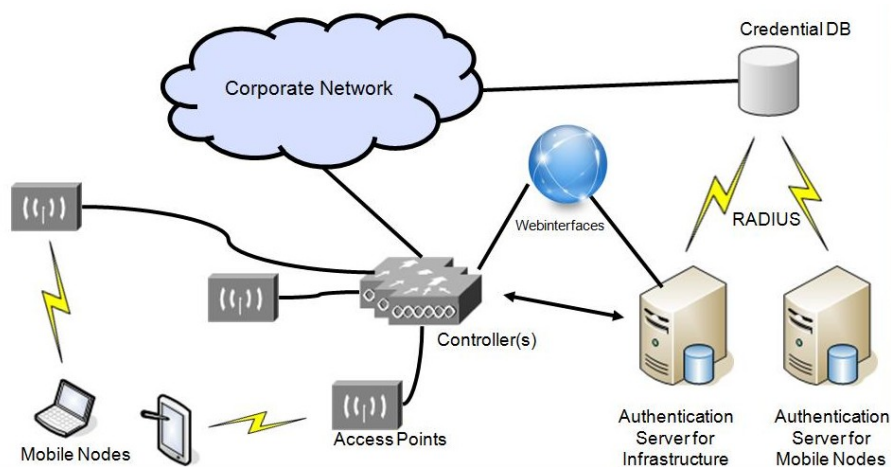 Credential DB
Corporate Network
Webinterfaces
RADIUS
Controller(s)
Mobile Nodes
Access Points
Authentication
Server for
Infrastructure
Authentication
Server for
Mobile Nodes